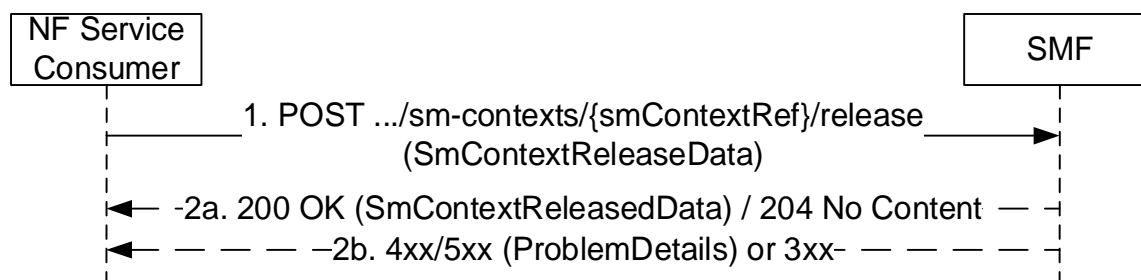 NF Service
Consumer
SMF
1. POST .../sm-contexts/{smContextRef}/release
(SmContextReleaseData)
2a. 200 OK (SmContextReleasedData) / 204 No Content
2b. 4xx/5xx (ProblemDetails) or 3xx